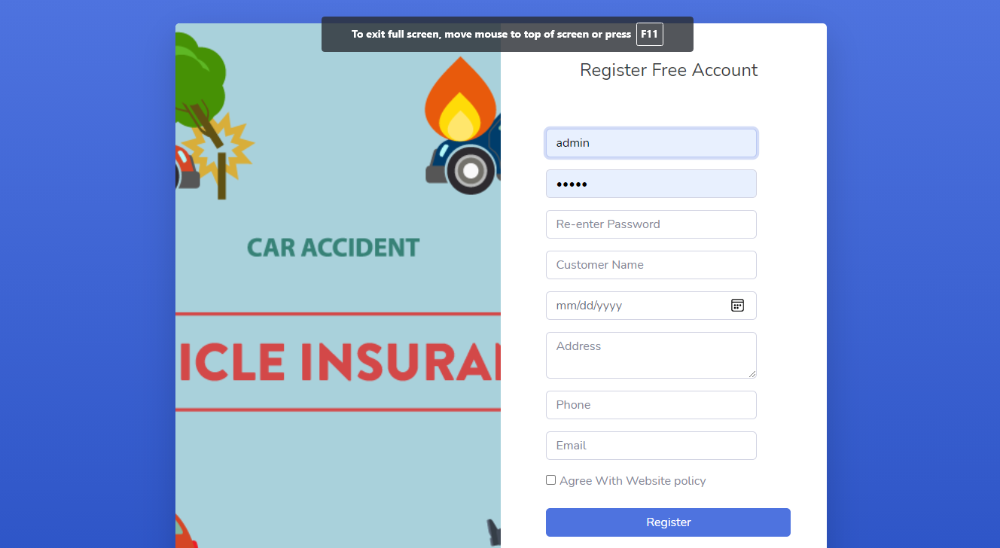 To exit full screen, move mouse to top of screen or press F11
Register Free Account
admin
•••••
Re-enter Password
Customer Name
mm/dd/yyyy
Address
Phone
Email
Agree With Website policy
Register
CAR ACCIDENT
ICLE INSURAN